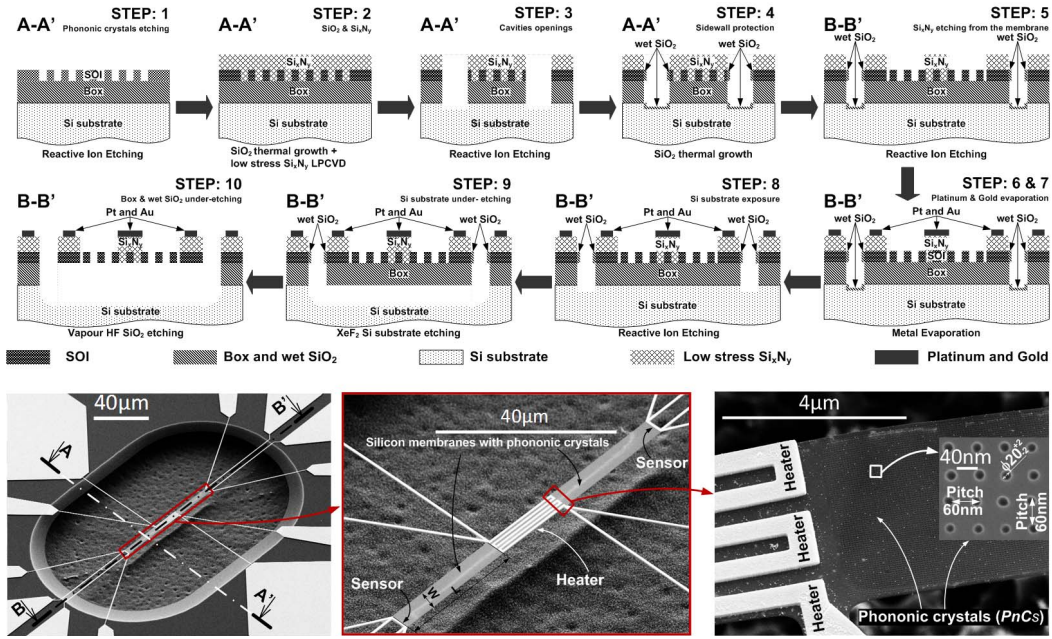 A-A'
STEP: 1
Phononic crystals etching
SOI
Box
Si substrate
Reactive Ion Etching
A-A'
STEP: 2
SiO2 & SixNy
SixNy
Box
Si substrate
SiO2 thermal growth +
low stress SixNy LPCVD
A-A'
STEP: 3
Cavities openings
SixNy
Box
Si substrate
Reactive Ion Etching
A-A'
STEP: 4
Sidewall protection
wet SiO2
SixNy
Box
Si substrate
SiO2 thermal growth
B-B'
STEP: 5
SixNy etching from the membrane
wet SiO2
wet SiO2
SixNy
Box
Si substrate
Reactive Ion Etching
B-B'
STEP: 10
Box & wet SiO2 under- etching
Pt and Au
SixNy
Si substrate
Vapour HF SiO2 etching
B-B'
STEP: 9
Si substrate under- etching
wet SiO2
Pt and Au
wet SiO2
SixNy
Box
Si substrate
XeF2 Si substrate etching
B-B'
STEP: 8
Si substrate exposure
Pt and Au
wet SiO2
SixNy
Box
Si substrate
Reactive Ion Etching
B-B'
STEP: 6 & 7
Platinum & Gold evaporation
Pt and Au
wet SiO2
SixNy
SOI
Box
Si substrate
Metal Evaporation
SOI
Box and wet SiO2
Si substrate
Low stress SixNy
Platinum and Gold
40µm
B'
A
B
A'
40µm
Silicon membranes with phononic crystals
Sensor
Sensor
Heater
W
L
4µm
Heater
Heater
Heater
40nm
ϕ20±2
Pitch
60nm
Pitch
60nm
Phononic crystals (PnCs)